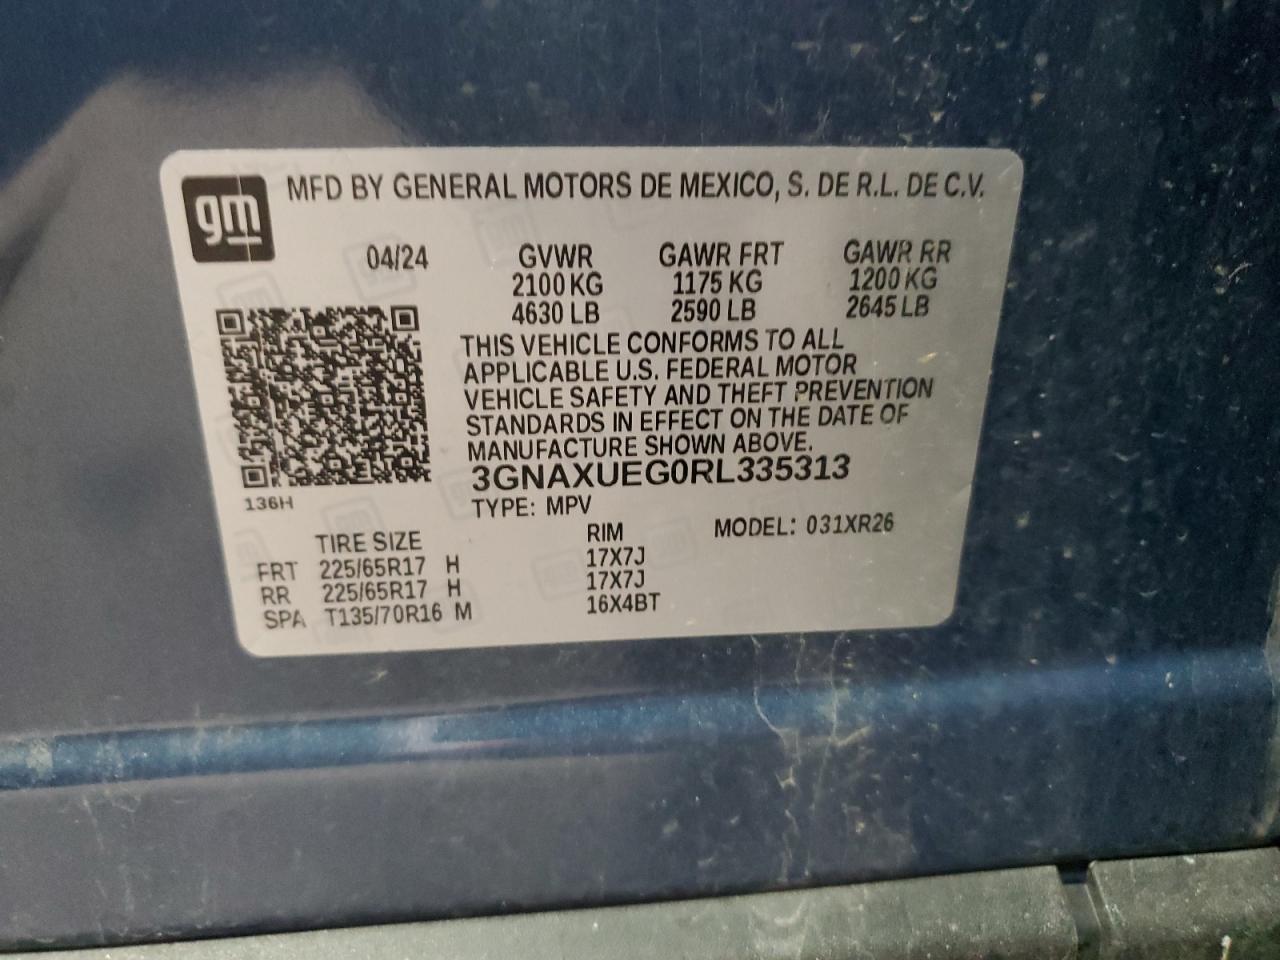 gm
MFD BY GENERAL MOTORS DE MEXICO, S. DE R.L. DE C.V.
04/24 GVWR GAWR FRT GAWR RR
2100 KG 1175 KG 1200 KG
4630 LB 2590 LB 2645 LB
THIS VEHICLE CONFORMS TO ALL
APPLICABLE U.S. FEDERAL MOTOR
VEHICLE SAFETY AND THEFT PREVENTION
STANDARDS IN EFFECT ON THE DATE OF
MANUFACTURE SHOWN ABOVE.
3GNAXUEG0RL335313
136H
TYPE: MPV
MODEL: 031XR26
TIRE SIZE RIM
FRT 225/65R17 H 17X7J
RR 225/65R17 H 17X7J
SPA T135/70R16 M 16X4BT